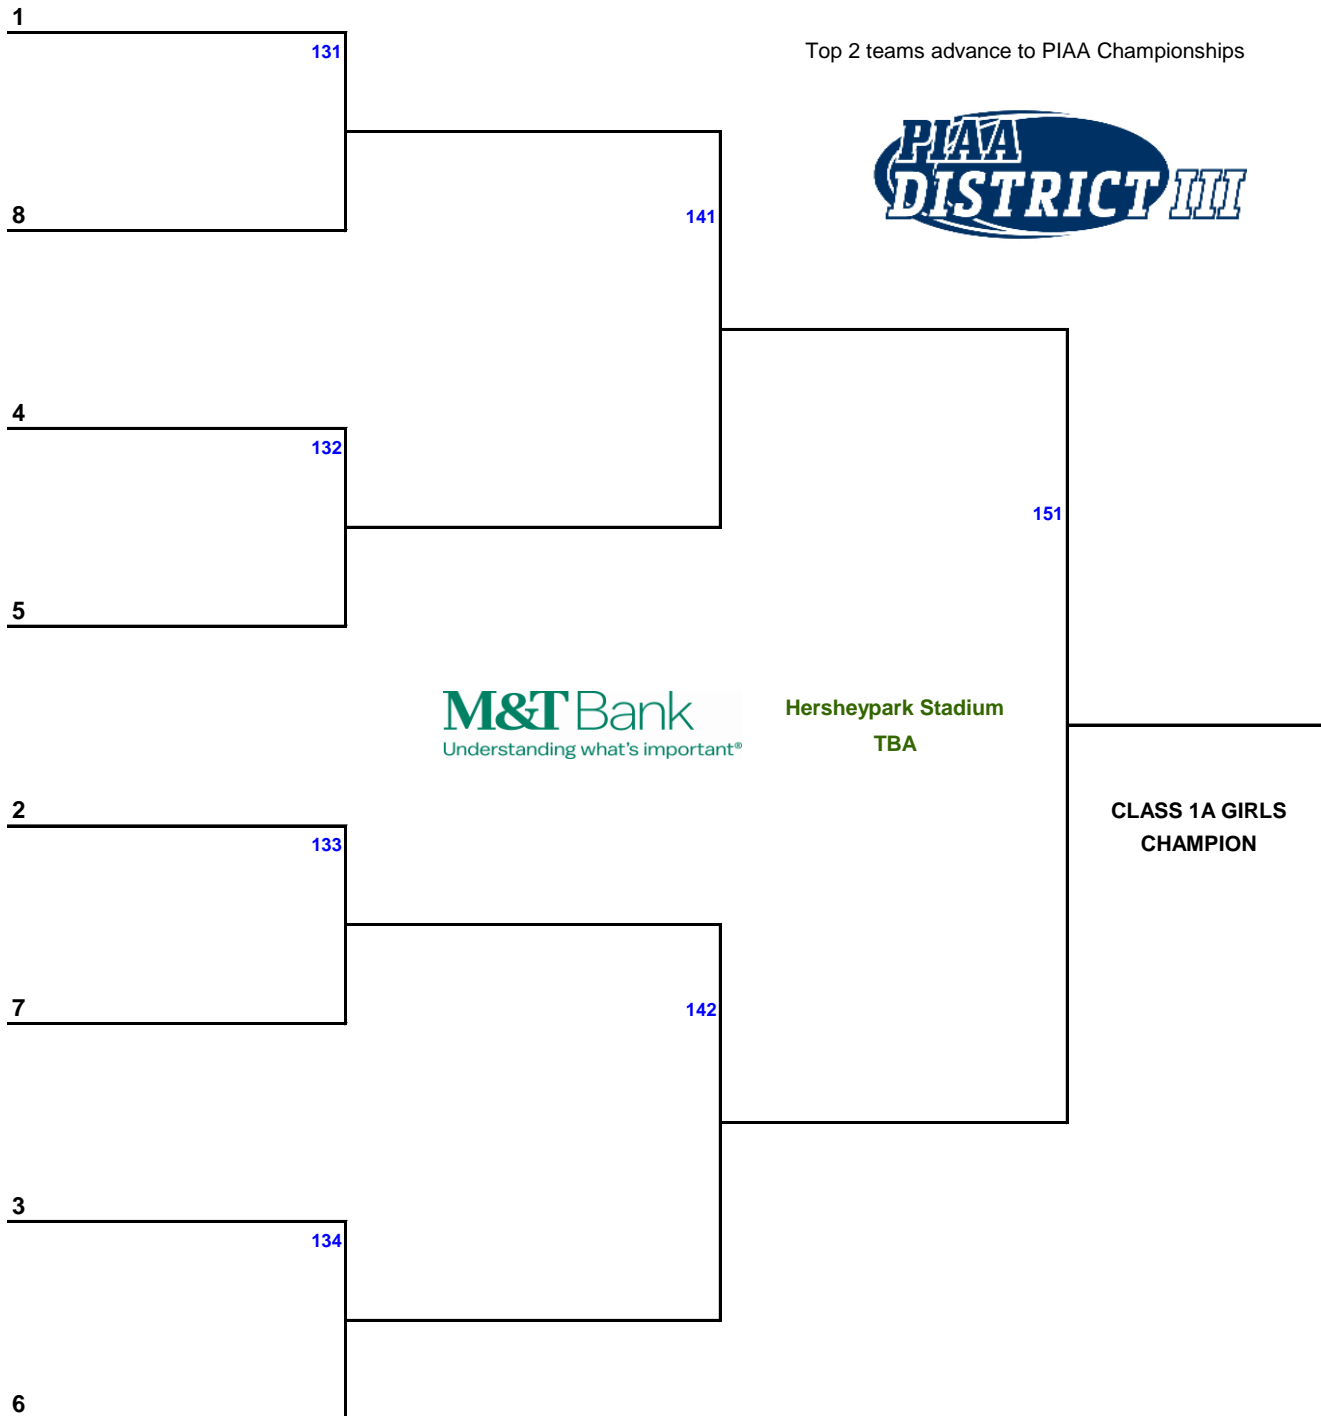 1
131
Top 2 teams advance to PIAA Championships
PIAA
DISTRICT III
8
141
4
132
151
5
M&T Bank
Understanding what's important®
Hersheypark Stadium
TBA
2
133
CLASS 1A GIRLS
CHAMPION
7
142
3
134
6